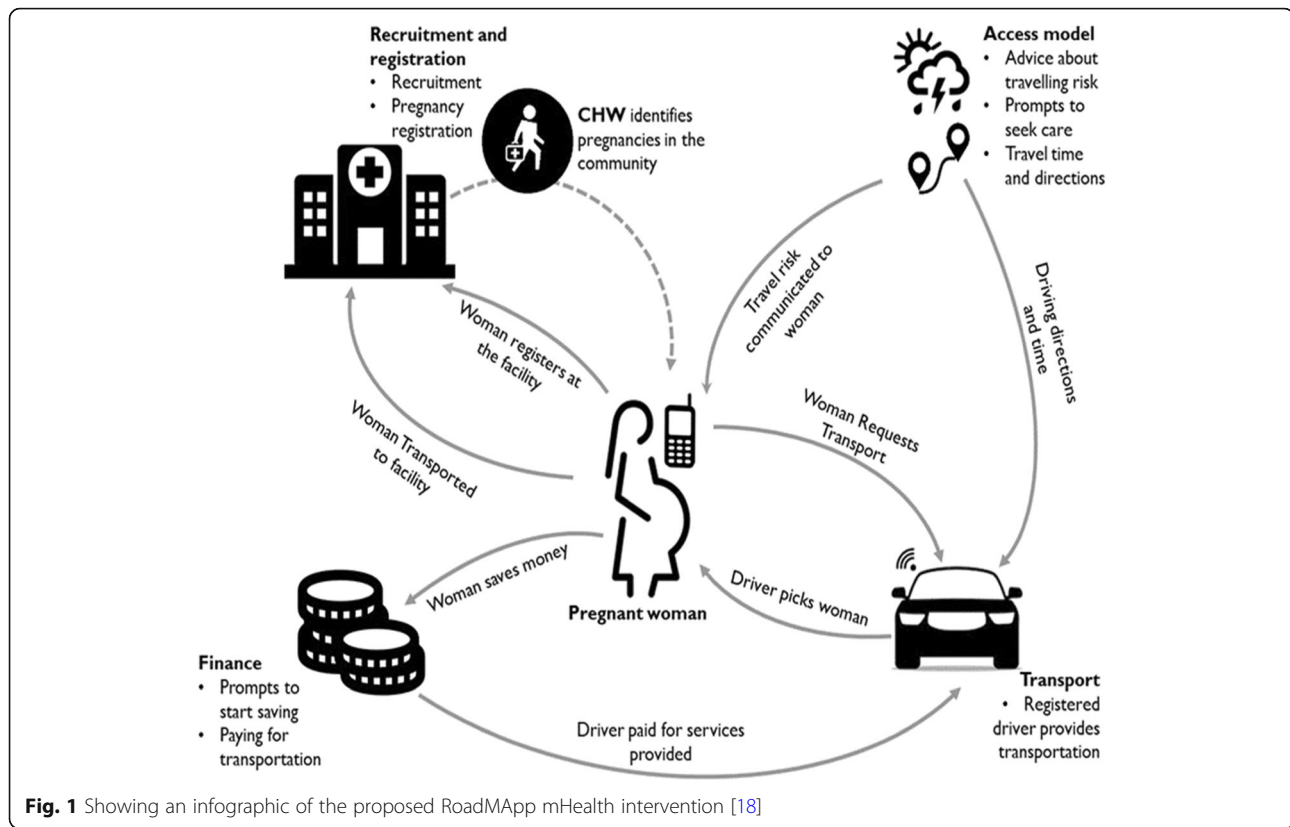 Recruitment and
registration
• Recruitment
• Pregnancy
registration
CHW identifies
pregnancies in the
community
Access model
• Advice about
travelling risk
• Prompts to
seek care
• Travel time
and directions
Travel risk
communicated to
woman
Driving directions
and time
Woman registers at
the facility
Woman Transported
to facility
Woman Requests
Transport
Woman saves money
Pregnant woman
Driver picks woman
Finance
• Prompts to
start saving
• Paying for
transportation
Driver paid for services
provided
Transport
• Registered
driver provides
transportation
Fig. 1 Showing an infographic of the proposed RoadMApp mHealth intervention [18]